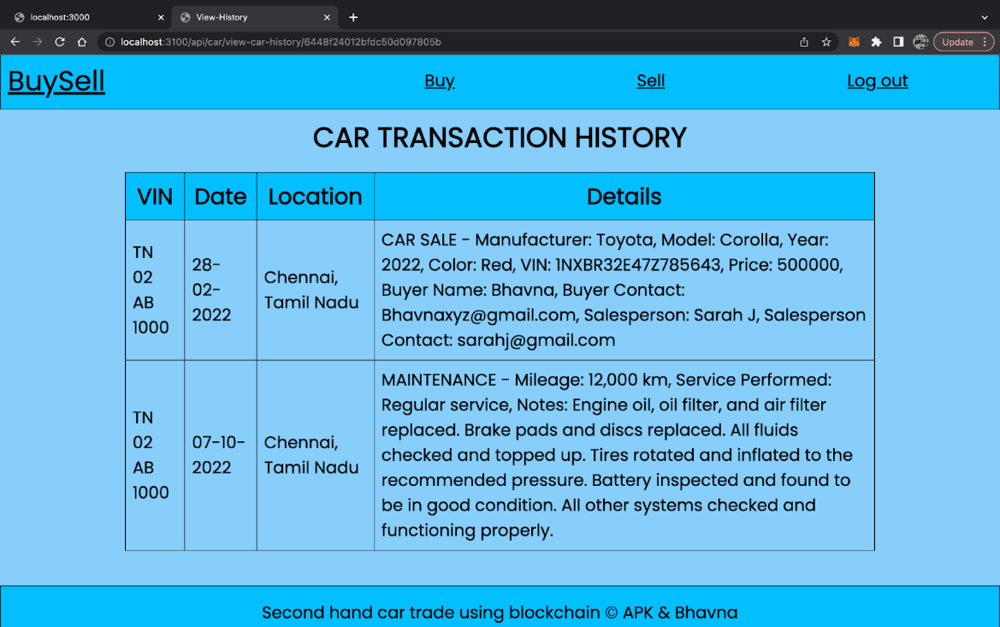 localhost:3000
View-History
localhost:3100/api/car/view-car-history/6448f24012bfdc50d097805b
Update
BuySell
Buy
Sell
Log out
CAR TRANSACTION HISTORY
VIN
Date
Location
Details
TN
02
AB
1000
28-
02-
2022
Chennai,
Tamil Nadu
CAR SALE - Manufacturer: Toyota, Model: Corolla, Year:
2022, Color: Red, VIN: 1NXBR32E47Z785643, Price: 500000,
Buyer Name: Bhavna, Buyer Contact:
Bhavnaxyz@gmail.com, Salesperson: Sarah J, Salesperson
Contact: sarahj@gmail.com
TN
02
AB
1000
07-10-
2022
Chennai,
Tamil Nadu
MAINTENANCE - Mileage: 12,000 km, Service Performed:
Regular service, Notes: Engine oil, oil filter, and air filter
replaced. Brake pads and discs replaced. All fluids
checked and topped up. Tires rotated and inflated to the
recommended pressure. Battery inspected and found to
be in good condition. All other systems checked and
functioning properly.
Second hand car trade using blockchain © APK & Bhavna